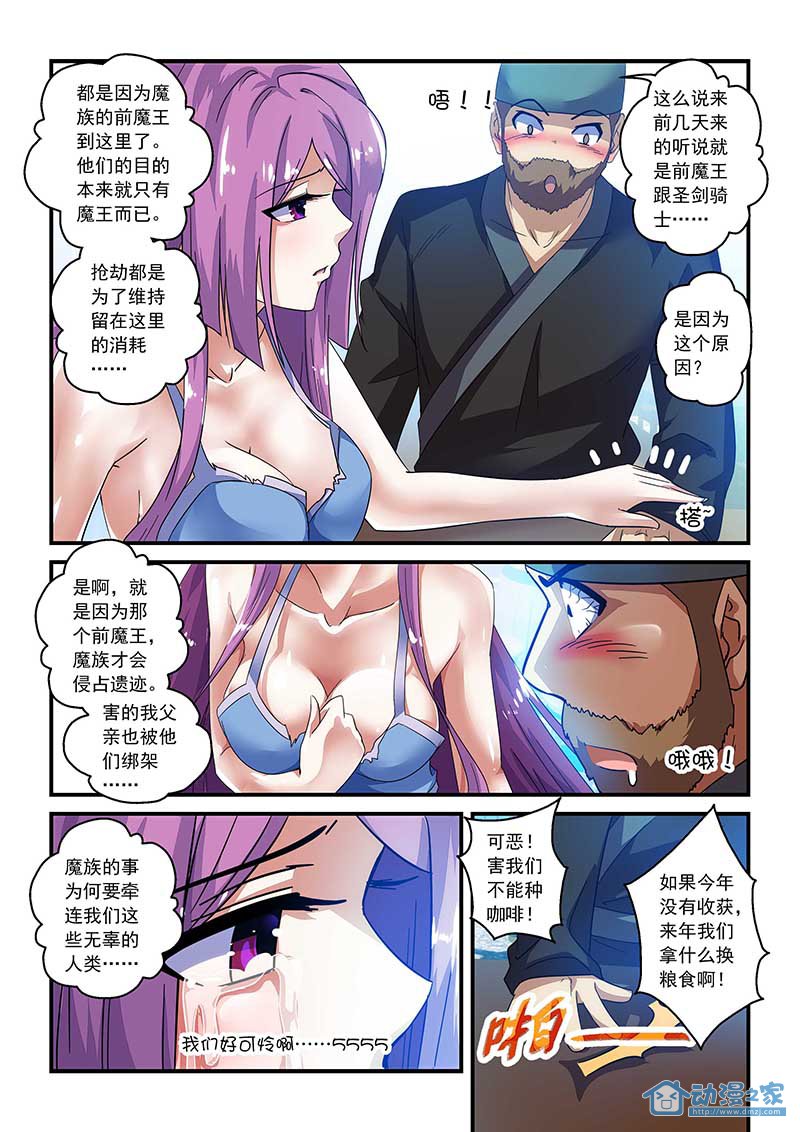 都是因为魔
族的前魔王
到这里了。
他们的目的
本来就只有
魔王而已。
抢劫都是
为了维持
留在这里
的消耗
……
唔！！
这么说来
前几天来
的听说就
是前魔王
跟圣剑骑
士……
是因为
这个原
因？
搭~
是啊，就
是因为那
个前魔王，
魔族才会
侵占遗迹。
害的我父
亲也被他
们绑架
……
哦哦！
魔族的事
为何要牵
连我们这
些无辜的
人类……
我们好可怜啊……5555
可恶！
害我们
不能种
咖啡！
如果今年
没有收获，
来年我们
拿什么换
粮食啊！
啪——
动漫之家
http://www.dmzj.com